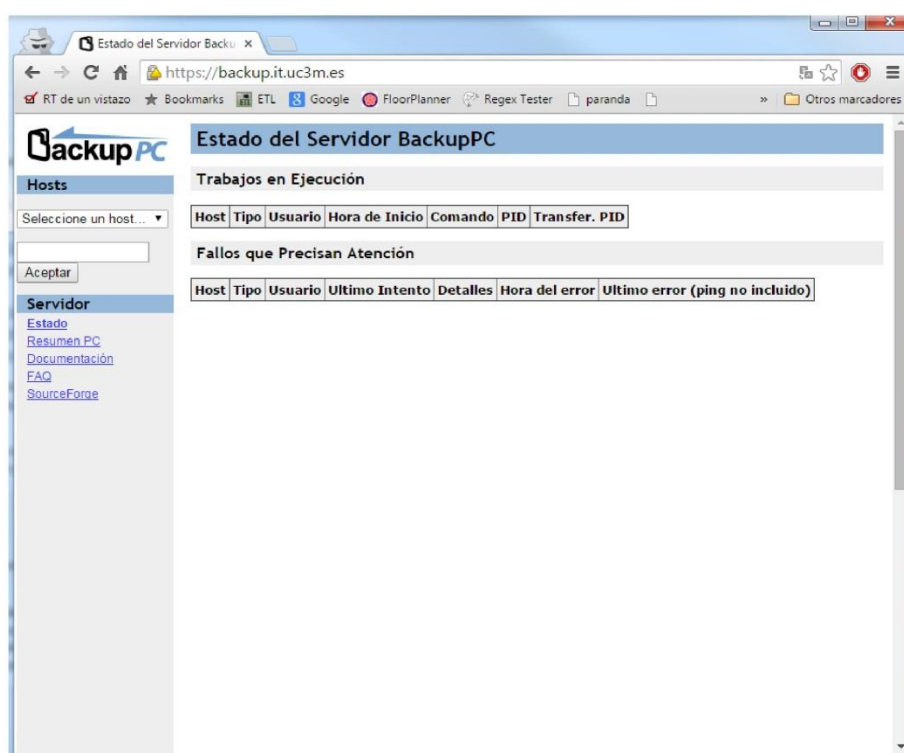 Estado del Servidor Backu
https://backup.it.uc3m.es
RT de un vistazo Bookmarks ETL Google FloorPlanner Regex Tester paranda » Otros marcadores
BackupPC
Hosts
Seleccione un host...
Aceptar
Servidor
Estado
Resumen PC
Documentación
FAQ
SourceForge
Estado del Servidor BackupPC
Trabajos en Ejecución
Host Tipo Usuario Hora de Inicio Comando PID Transfer. PID
Fallos que Precisan Atención
Host Tipo Usuario Ultimo Intento Detalles Hora del error Ultimo error (ping no incluido)